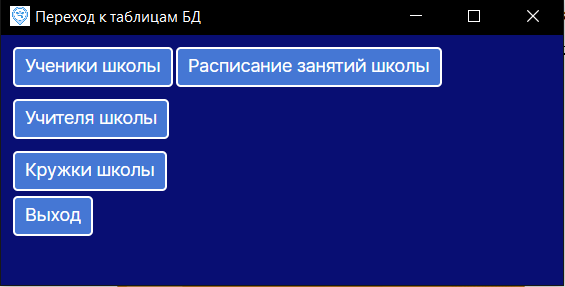 Переход к таблицам БД
Ученики школы Расписание занятий школы
Учителя школы
Кружки школы
Выход